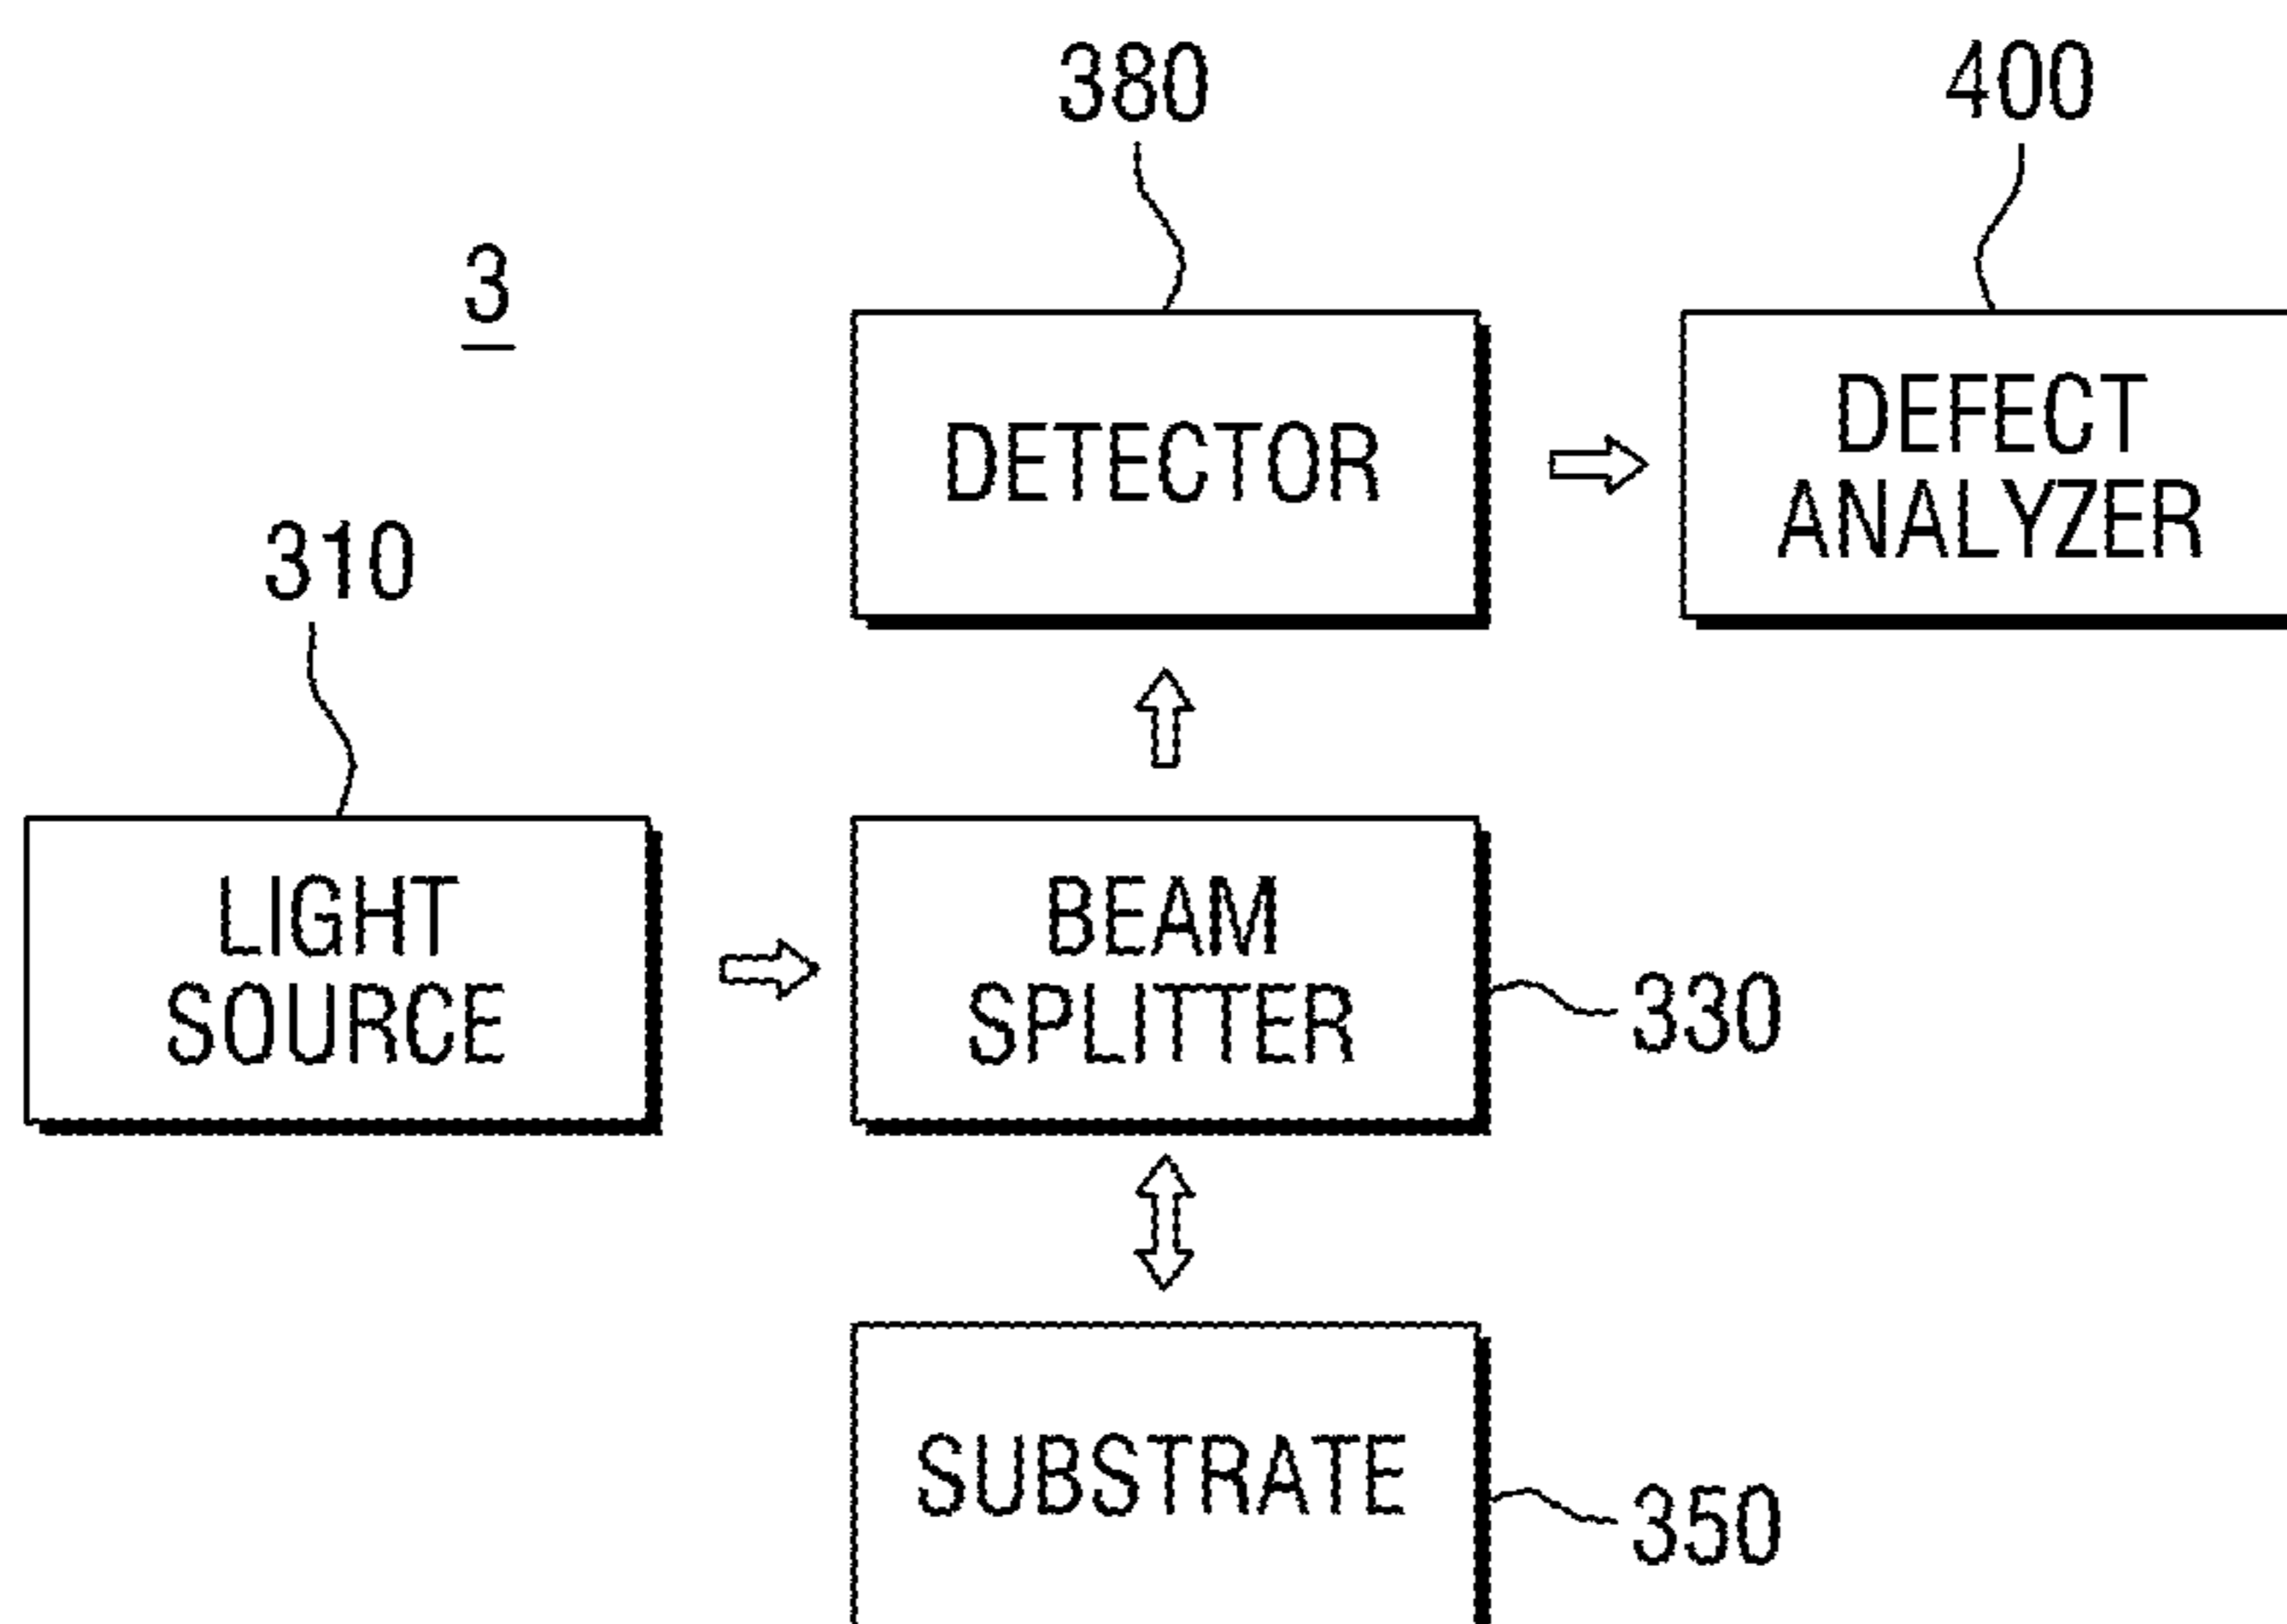 380
400
3
DETECTOR
DEFECT
ANALYZER
310
LIGHT
SOURCE
BEAM
SPLITTER
330
SUBSTRATE
350